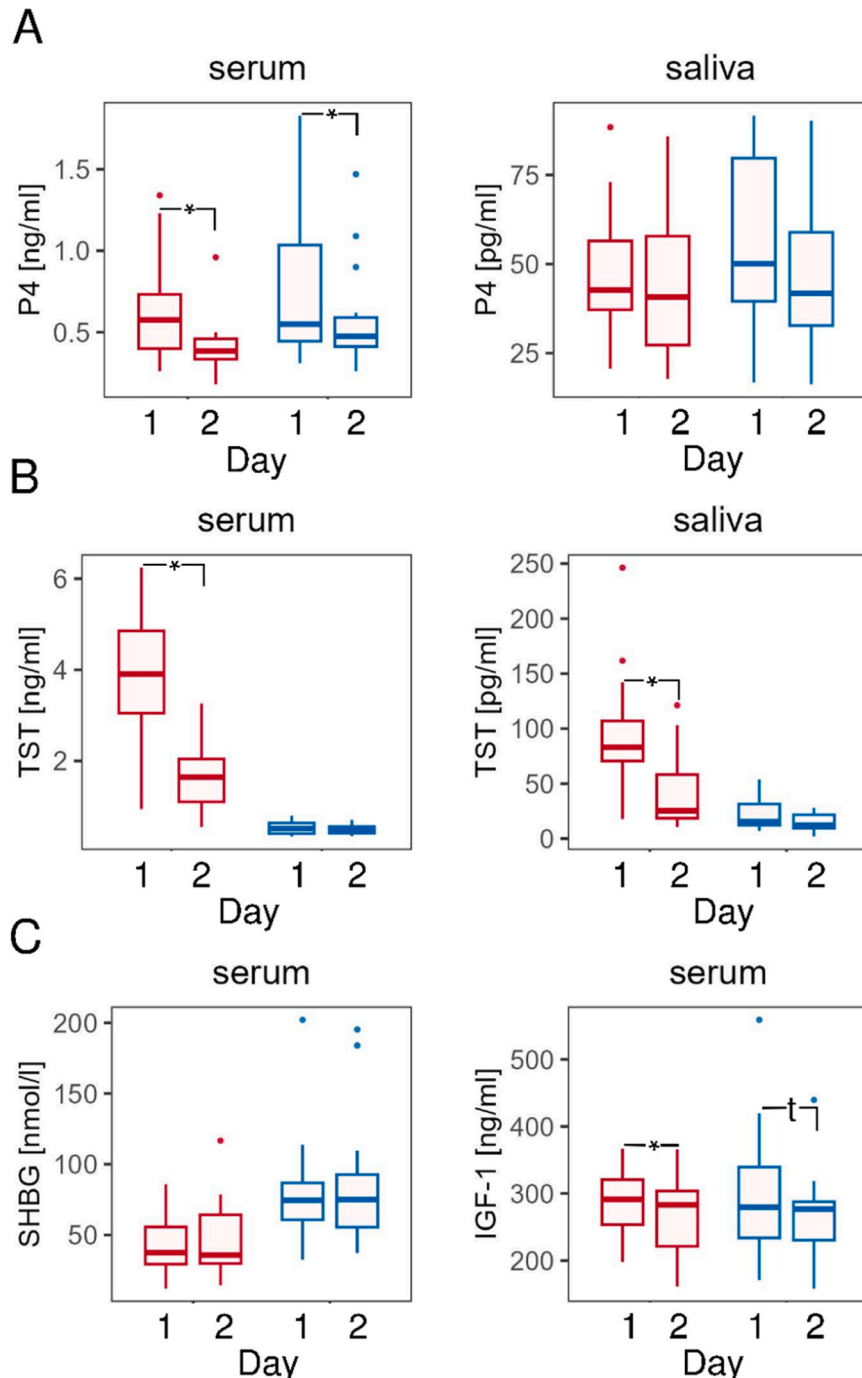 A
serum
saliva
P4 [ng/ml]
1.5
1.0
0.5
*
*
1 2 1 2
Day
P4 [pg/ml]
75
50
25
1 2 1 2
Day
B
serum
saliva
TST [ng/ml]
6
4
2
*
1 2 1 2
Day
TST [pg/ml]
250
200
150
100
50
0
*
1 2 1 2
Day
C
serum
serum
SHBG [nmol/l]
200
150
100
50
1 2 1 2
Day
IGF-1 [ng/ml]
500
400
300
200
*
t
1 2 1 2
Day